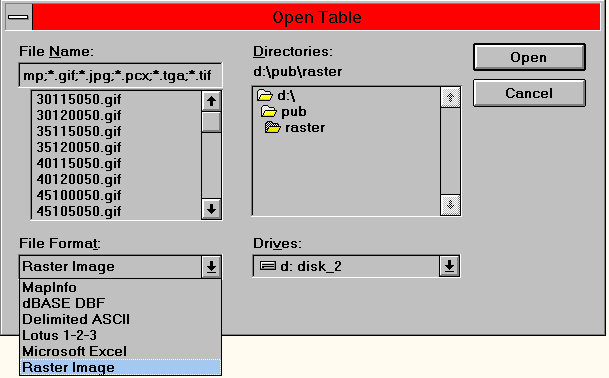 Open Table
File Name:
mp;*.gif;*.jpg;*.pcx;*.tga;*.tif
30115050.gif
30120050.gif
35115050.gif
35120050.gif
40115050.gif
40120050.gif
45100050.gif
45105050.gif
Directories:
d:\pub\raster
d:\
pub
raster
Open
Cancel
File Format:
Raster Image
MapInfo
dBASE DBF
Delimited ASCII
Lotus 1-2-3
Microsoft Excel
Raster Image
Drives:
d: disk_2